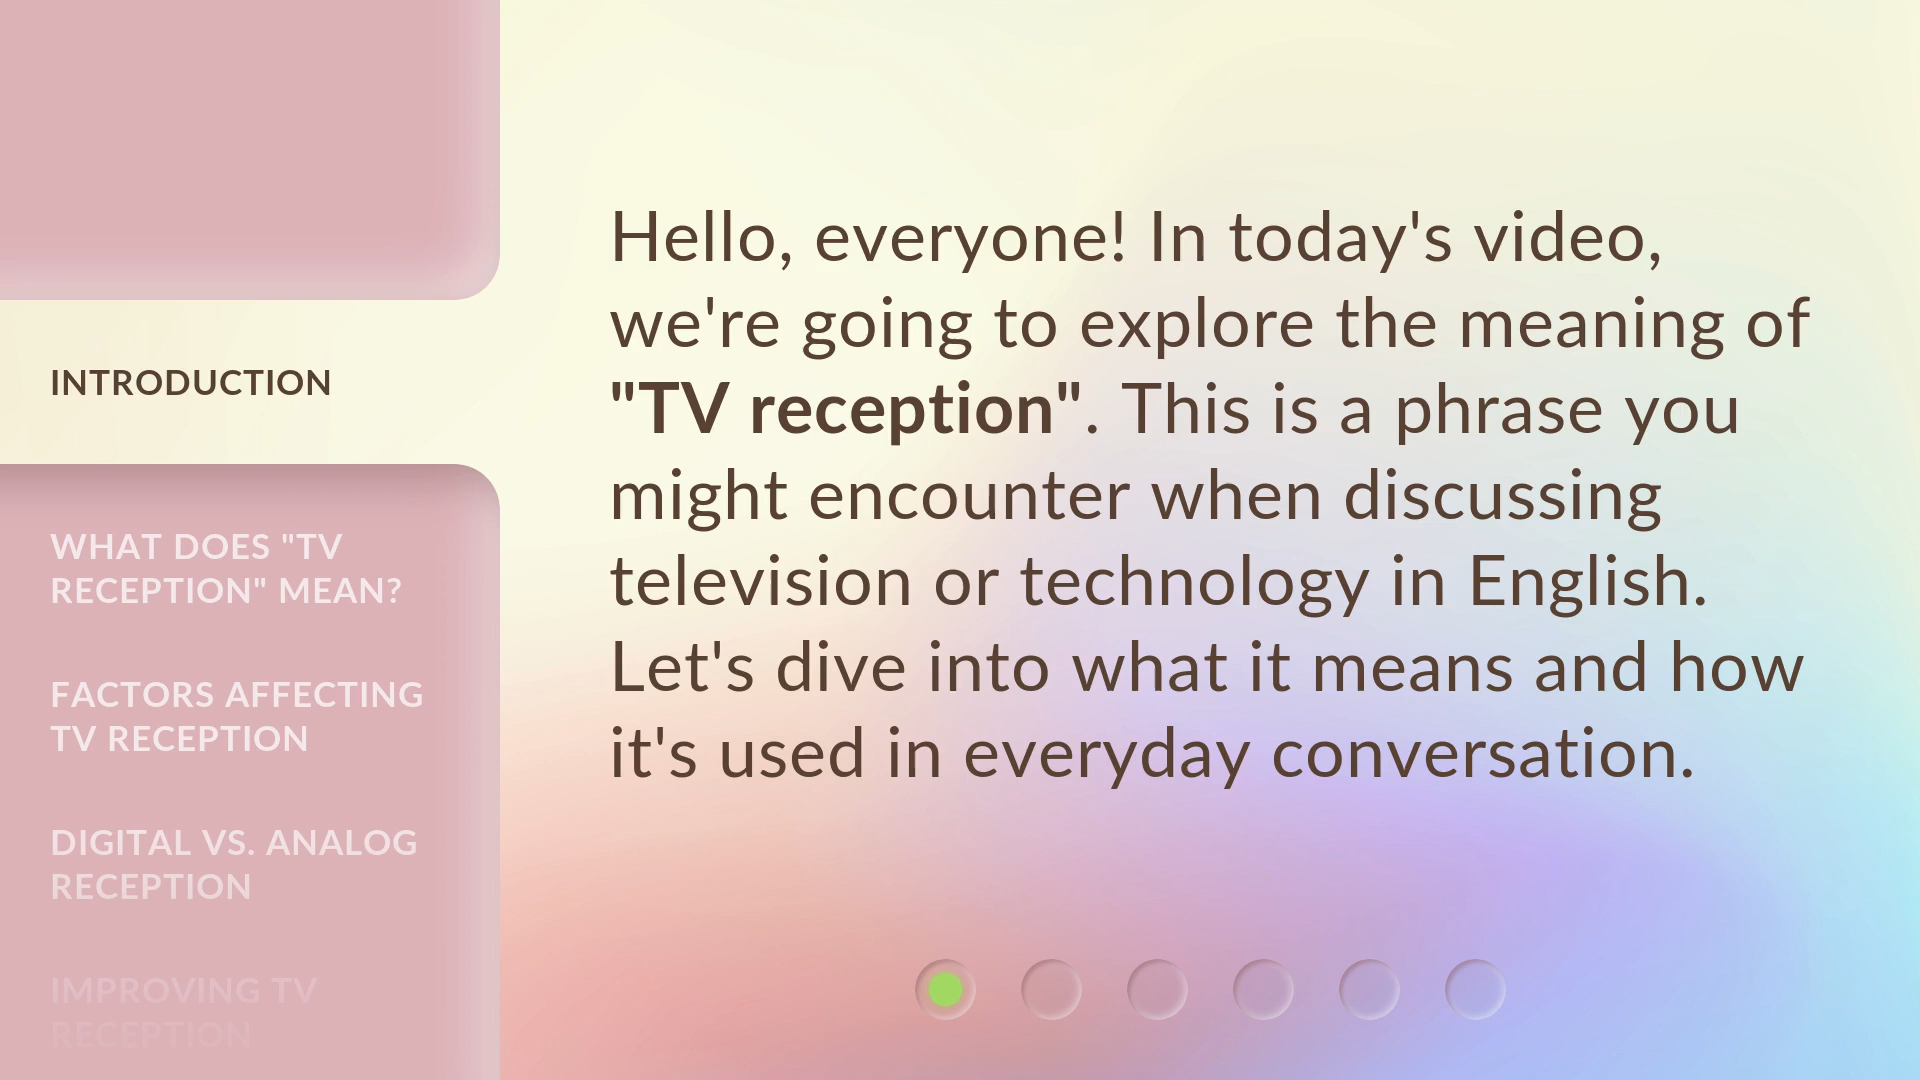 INTRODUCTION
WHAT DOES "TV
RECEPTION" MEAN?
FACTORS AFFECTING
TV RECEPTION
DIGITAL VS. ANALOG
RECEPTION
IMPROVING TV
RECEPTION
Hello, everyone! In today's video,
we're going to explore the meaning of
"TV reception". This is a phrase you
might encounter when discussing
television or technology in English.
Let's dive into what it means and how
it's used in everyday conversation.